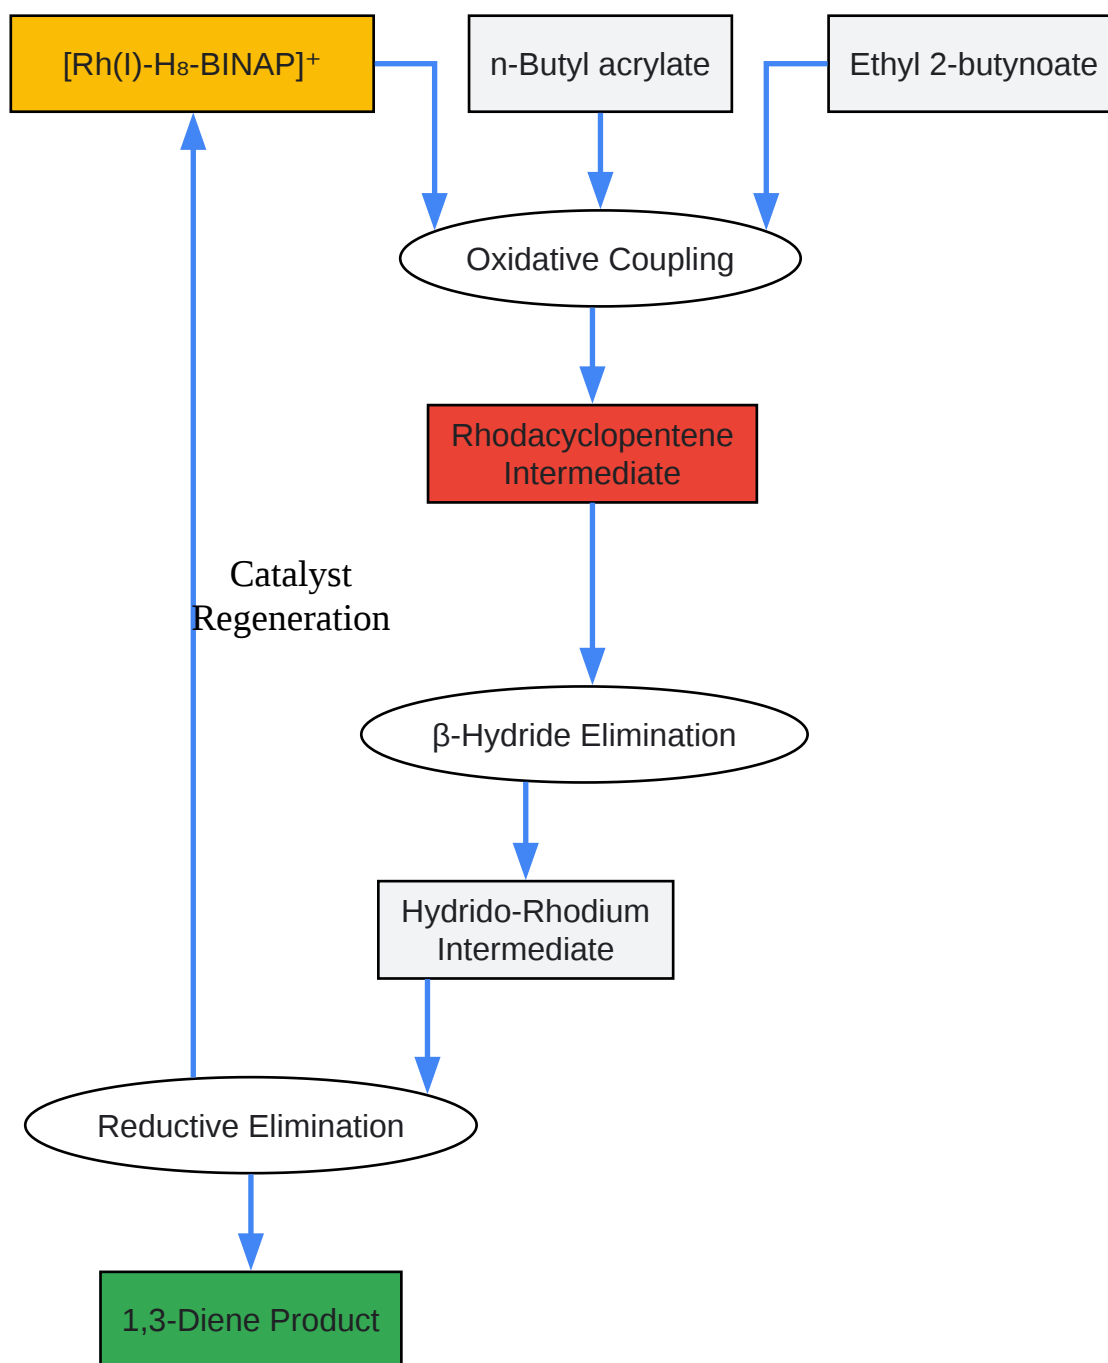 [Rh(I)-H₈-BINAP]⁺
n-Butyl acrylate
Ethyl 2-butynoate
Oxidative Coupling
Rhodacyclopentene
Intermediate
Catalyst
Regeneration
β-Hydride Elimination
Hydrido-Rhodium
Intermediate
Reductive Elimination
1,3-Diene Product